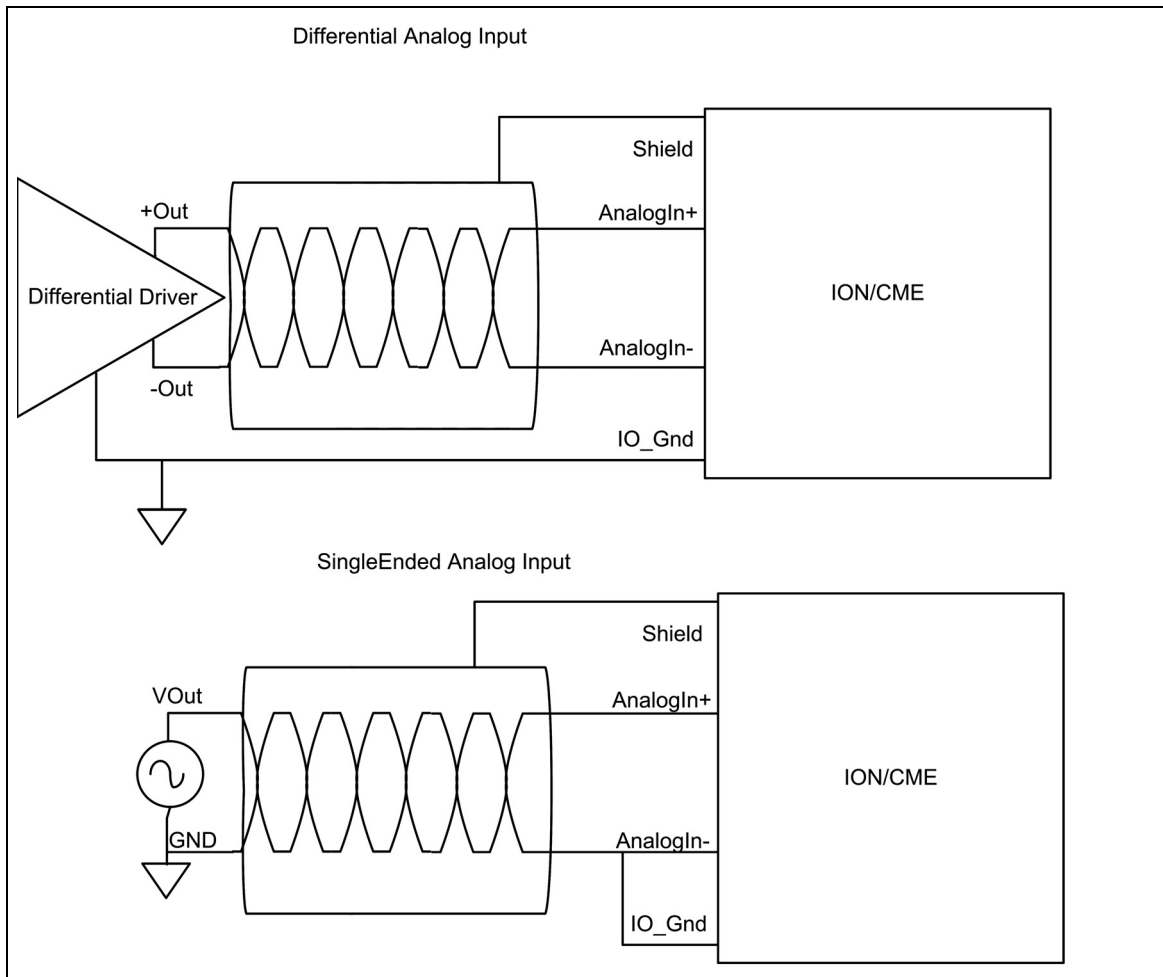 Differential Analog Input
Shield
+Out
AnalogIn+
Differential Driver
ION/CME
AnalogIn-
-Out
IO_Gnd
SingleEnded Analog Input
Shield
VOut
AnalogIn+
ION/CME
GND
AnalogIn-
IO_Gnd